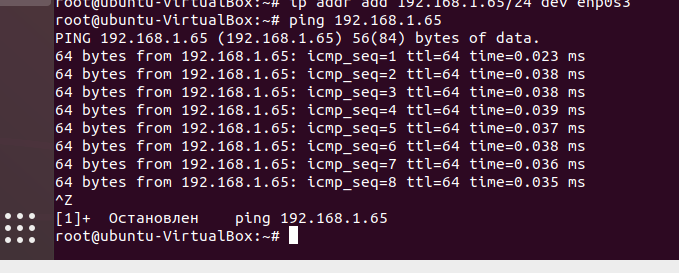 root@ubuntu-VirtualBox:~# ip addr add 192.168.1.65/24 dev enp0s3
root@ubuntu-VirtualBox:~# ping 192.168.1.65
PING 192.168.1.65 (192.168.1.65) 56(84) bytes of data.
64 bytes from 192.168.1.65: icmp_seq=1 ttl=64 time=0.023 ms
64 bytes from 192.168.1.65: icmp_seq=2 ttl=64 time=0.038 ms
64 bytes from 192.168.1.65: icmp_seq=3 ttl=64 time=0.038 ms
64 bytes from 192.168.1.65: icmp_seq=4 ttl=64 time=0.039 ms
64 bytes from 192.168.1.65: icmp_seq=5 ttl=64 time=0.037 ms
64 bytes from 192.168.1.65: icmp_seq=6 ttl=64 time=0.038 ms
64 bytes from 192.168.1.65: icmp_seq=7 ttl=64 time=0.036 ms
64 bytes from 192.168.1.65: icmp_seq=8 ttl=64 time=0.035 ms
^Z
[1]+  Остановлен    ping 192.168.1.65
root@ubuntu-VirtualBox:~#